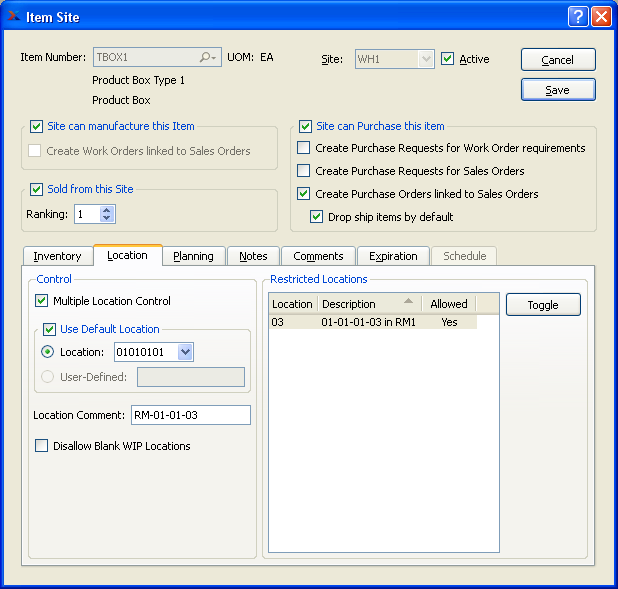 Item Site
Item Number: TBOX1 UOM: EA Site: WH1 Active Cancel
Product Box Type 1
Product Box Save
Site can manufacture this Item Site can Purchase this item
Create Work Orders linked to Sales Orders Create Purchase Requests for Work Order requirements
Create Purchase Requests for Sales Orders
Sold from this Site Create Purchase Orders linked to Sales Orders
Ranking: 1 Drop ship items by default
Inventory Location Planning Notes Comments Expiration Schedule
Control Restricted Locations
Multiple Location Control Location Description Allowed Toggle
03 01-01-01-03 in RM1 Yes
Use Default Location
Location: 01010101
User-Defined:
Location Comment: RM-01-01-03
Disallow Blank WIP Locations